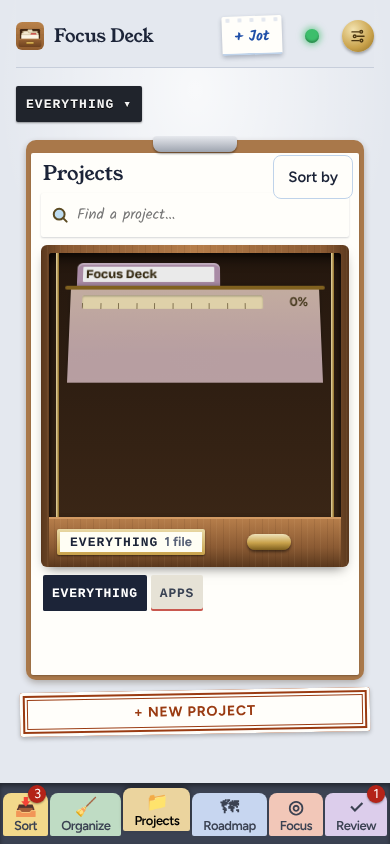 Focus Deck
+ Jot
EVERYTHING ▾
Projects
Sort by
Find a project...
Focus Deck
0%
EVERYTHING 1 file
EVERYTHING
APPS
+ NEW PROJECT
3
1
Sort
Organize
Projects
Roadmap
Focus
Review